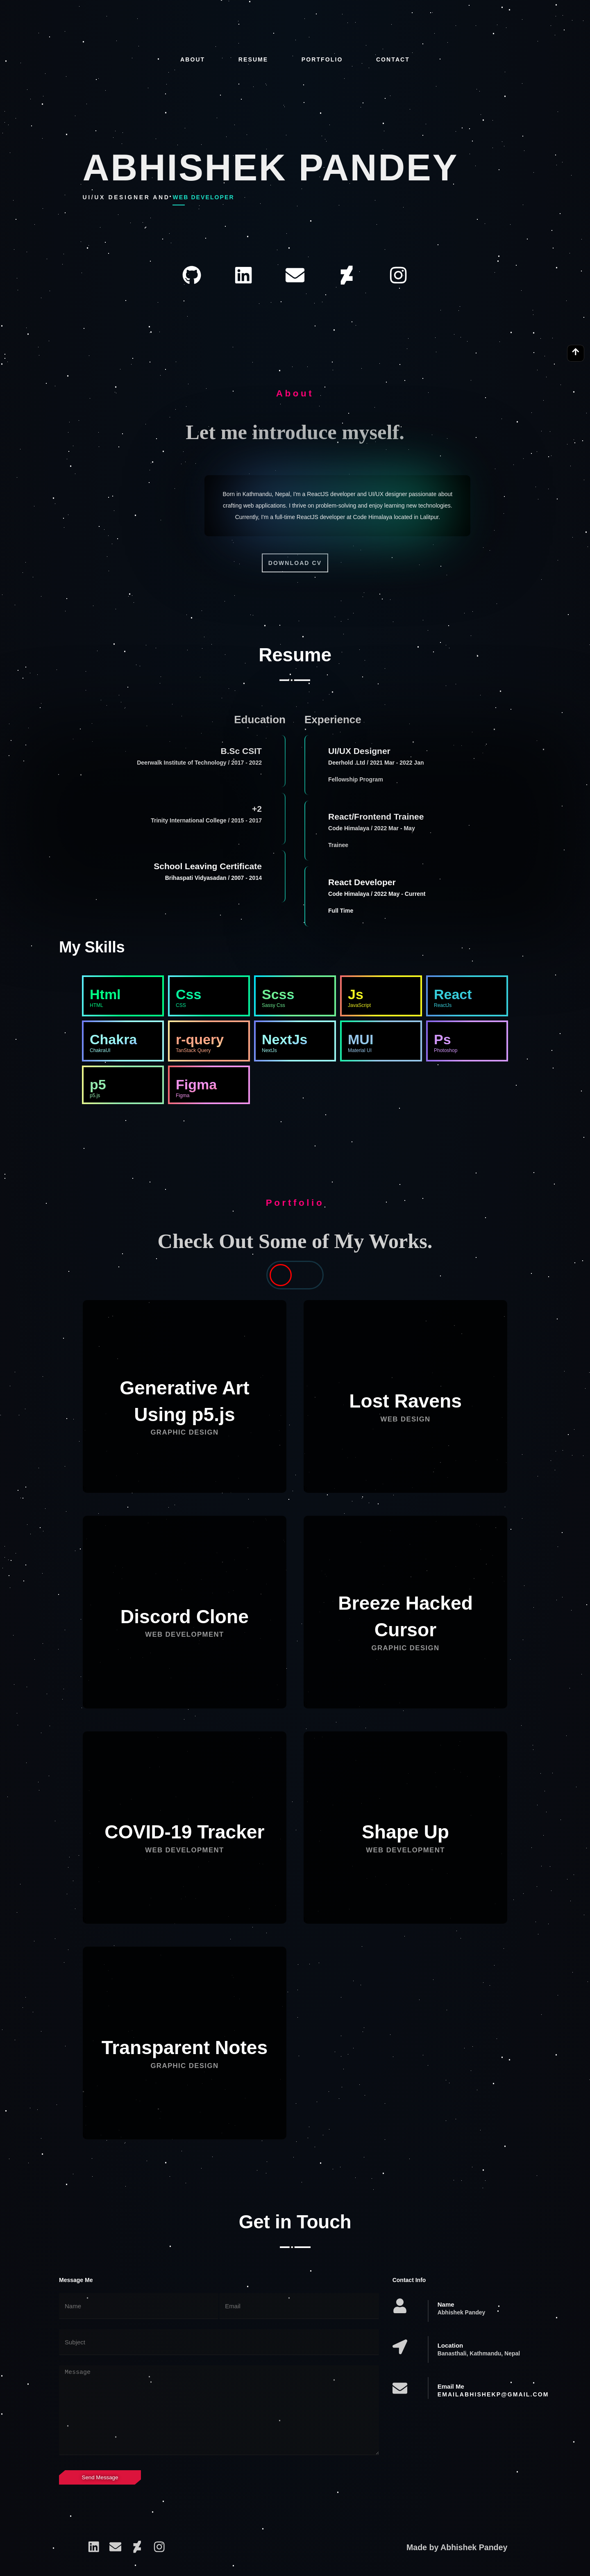 ABOUT RESUME PORTFOLIO CONTACT
ABHISHEK PANDEY
UI/UX DESIGNER AND WEB DEVELOPER
About
Let me introduce myself.
Born in Kathmandu, Nepal, I'm a ReactJS developer and UI/UX designer passionate about
crafting web applications. I thrive on problem-solving and enjoy learning new technologies.
Currently, I'm a full-time ReactJS developer at Code Himalaya located in Lalitpur.
DOWNLOAD CV
Resume
Education
B.Sc CSIT
Deerwalk Institute of Technology / 2017 - 2022
+2
Trinity International College / 2015 - 2017
School Leaving Certificate
Brihaspati Vidyasadan / 2007 - 2014
Experience
UI/UX Designer
Deerhold .Ltd / 2021 Mar - 2022 Jan
Fellowship Program
React/Frontend Trainee
Code Himalaya / 2022 Mar - May
Trainee
React Developer
Code Himalaya / 2022 May - Current
Full Time
My Skills
Html
HTML
Css
CSS
Scss
Sassy Css
Js
JavaScript
React
ReactJs
Chakra
ChakraUI
r-query
TanStack Query
NextJs
NextJs
MUI
Material UI
Ps
Photoshop
p5
p5.js
Figma
Figma
Portfolio
Check Out Some of My Works.
Generative Art
Using p5.js
GRAPHIC DESIGN
Lost Ravens
WEB DESIGN
Discord Clone
WEB DEVELOPMENT
Breeze Hacked
Cursor
GRAPHIC DESIGN
COVID-19 Tracker
WEB DEVELOPMENT
Shape Up
WEB DEVELOPMENT
Transparent Notes
GRAPHIC DESIGN
Get in Touch
Message Me
Name
Email
Subject
Message
Send Message
Contact Info
Name
Abhishek Pandey
Location
Banasthali, Kathmandu, Nepal
Email Me
EMAILABHISHEKP@GMAIL.COM
Made by Abhishek Pandey